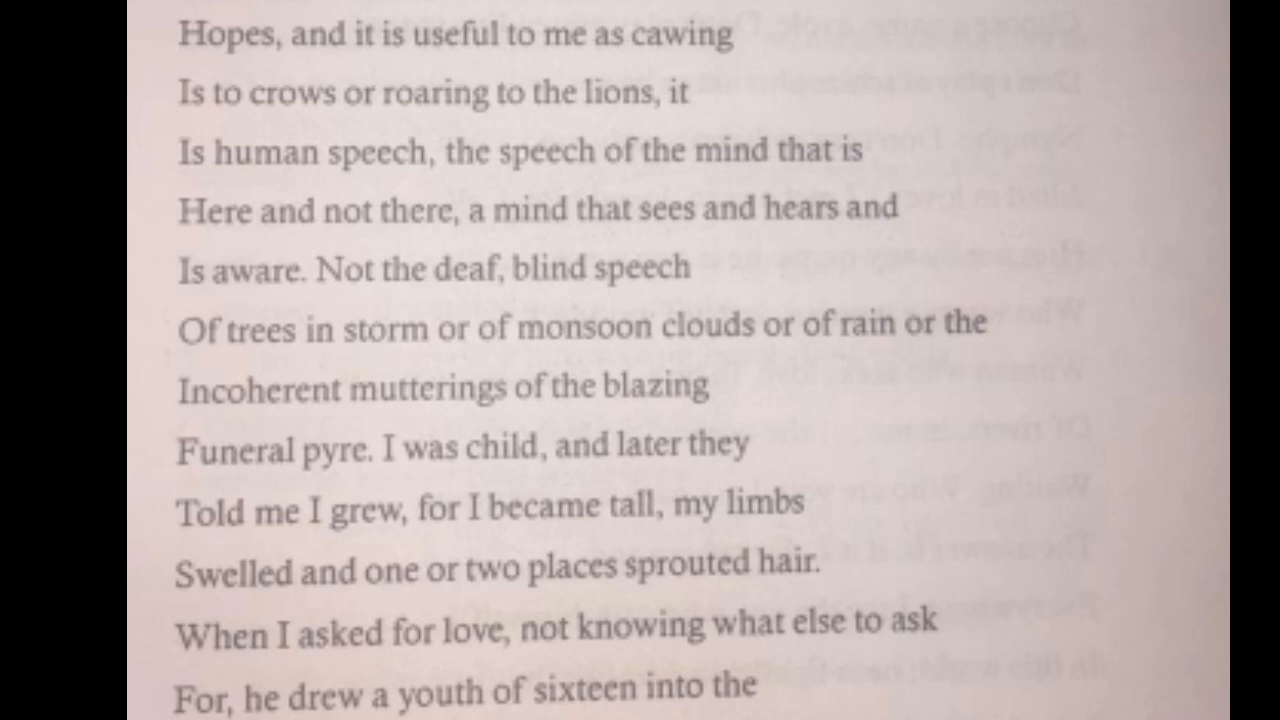 Hopes, and it is useful to me as cawing
Is to crows or roaring to the lions, it
Is human speech, the speech of the mind that is
Here and not there, a mind that sees and hears and
Is aware. Not the deaf, blind speech
Of trees in storm or of monsoon clouds or of rain or the
Incoherent mutterings of the blazing
Funeral pyre. I was child, and later they
Told me I grew, for I became tall, my limbs
Swelled and one or two places sprouted hair.
When I asked for love, not knowing what else to ask
For, he drew a youth of sixteen into the